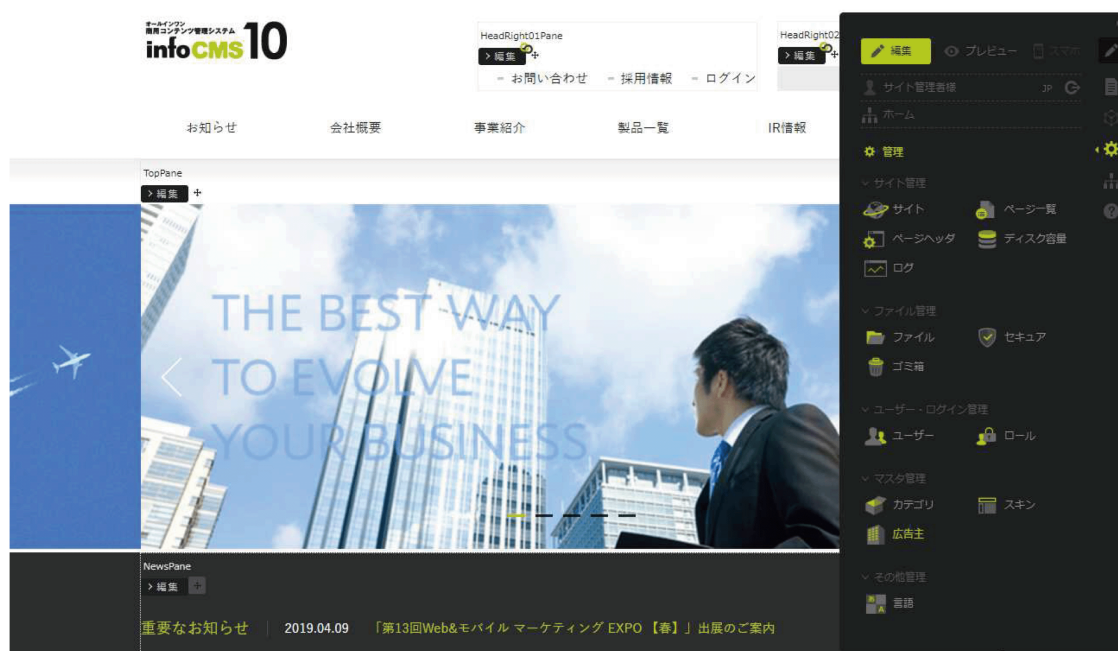 オールインワン
商用コンテンツ管理システム
infoCMS10
HeadRight01Pane
編集
お問い合わせ
採用情報
ログイン
HeadRight02
編集
お知らせ
会社概要
事業紹介
製品一覧
IR情報
TopPane
編集
THE BEST WAY
TO EVOLVE
YOUR BUSINESS
NewsPane
編集
重要なお知らせ
2019.04.09
「第13回Web&モバイル マーケティング EXPO 【春】」出展のご案内
編集
プレビュー
スマホ
サイト管理者様
JP
ホーム
管理
サイト管理
サイト
ページ一覧
ページヘッダ
ディスク容量
ログ
ファイル管理
ファイル
セキュア
ゴミ箱
ユーザー・ログイン管理
ユーザー
ロール
マスタ管理
カテゴリ
スキン
広告主
その他管理
言語